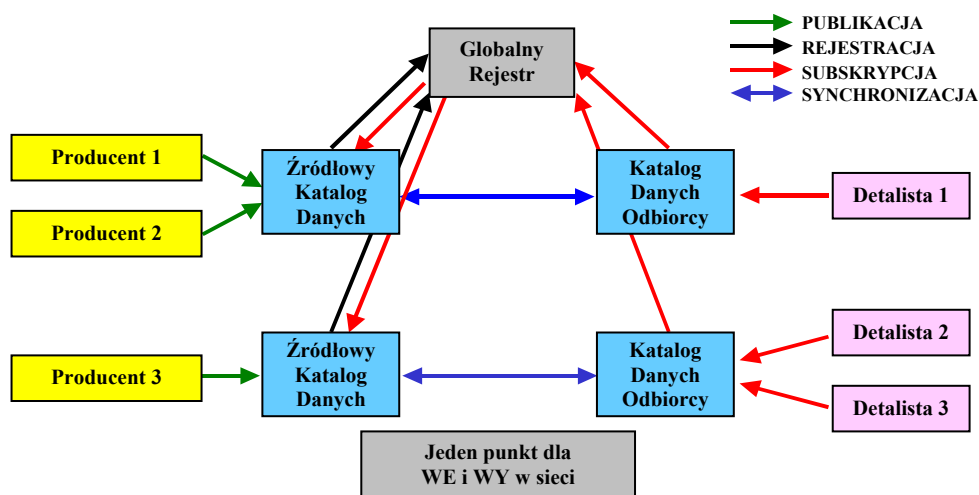 Globalny
Rejestr
PUBLIKACJA
REJESTRACJA
SUBSKRYPCJA
SYNCHRONIZACJA
Producent 1
Producent 2
Źródłowy
Katalog
Danych
Katalog
Danych
Odbiorcy
Detalista 1
Producent 3
Źródłowy
Katalog
Danych
Katalog
Danych
Odbiorcy
Detalista 2
Detalista 3
Jeden punkt dla
WE i WY w sieci